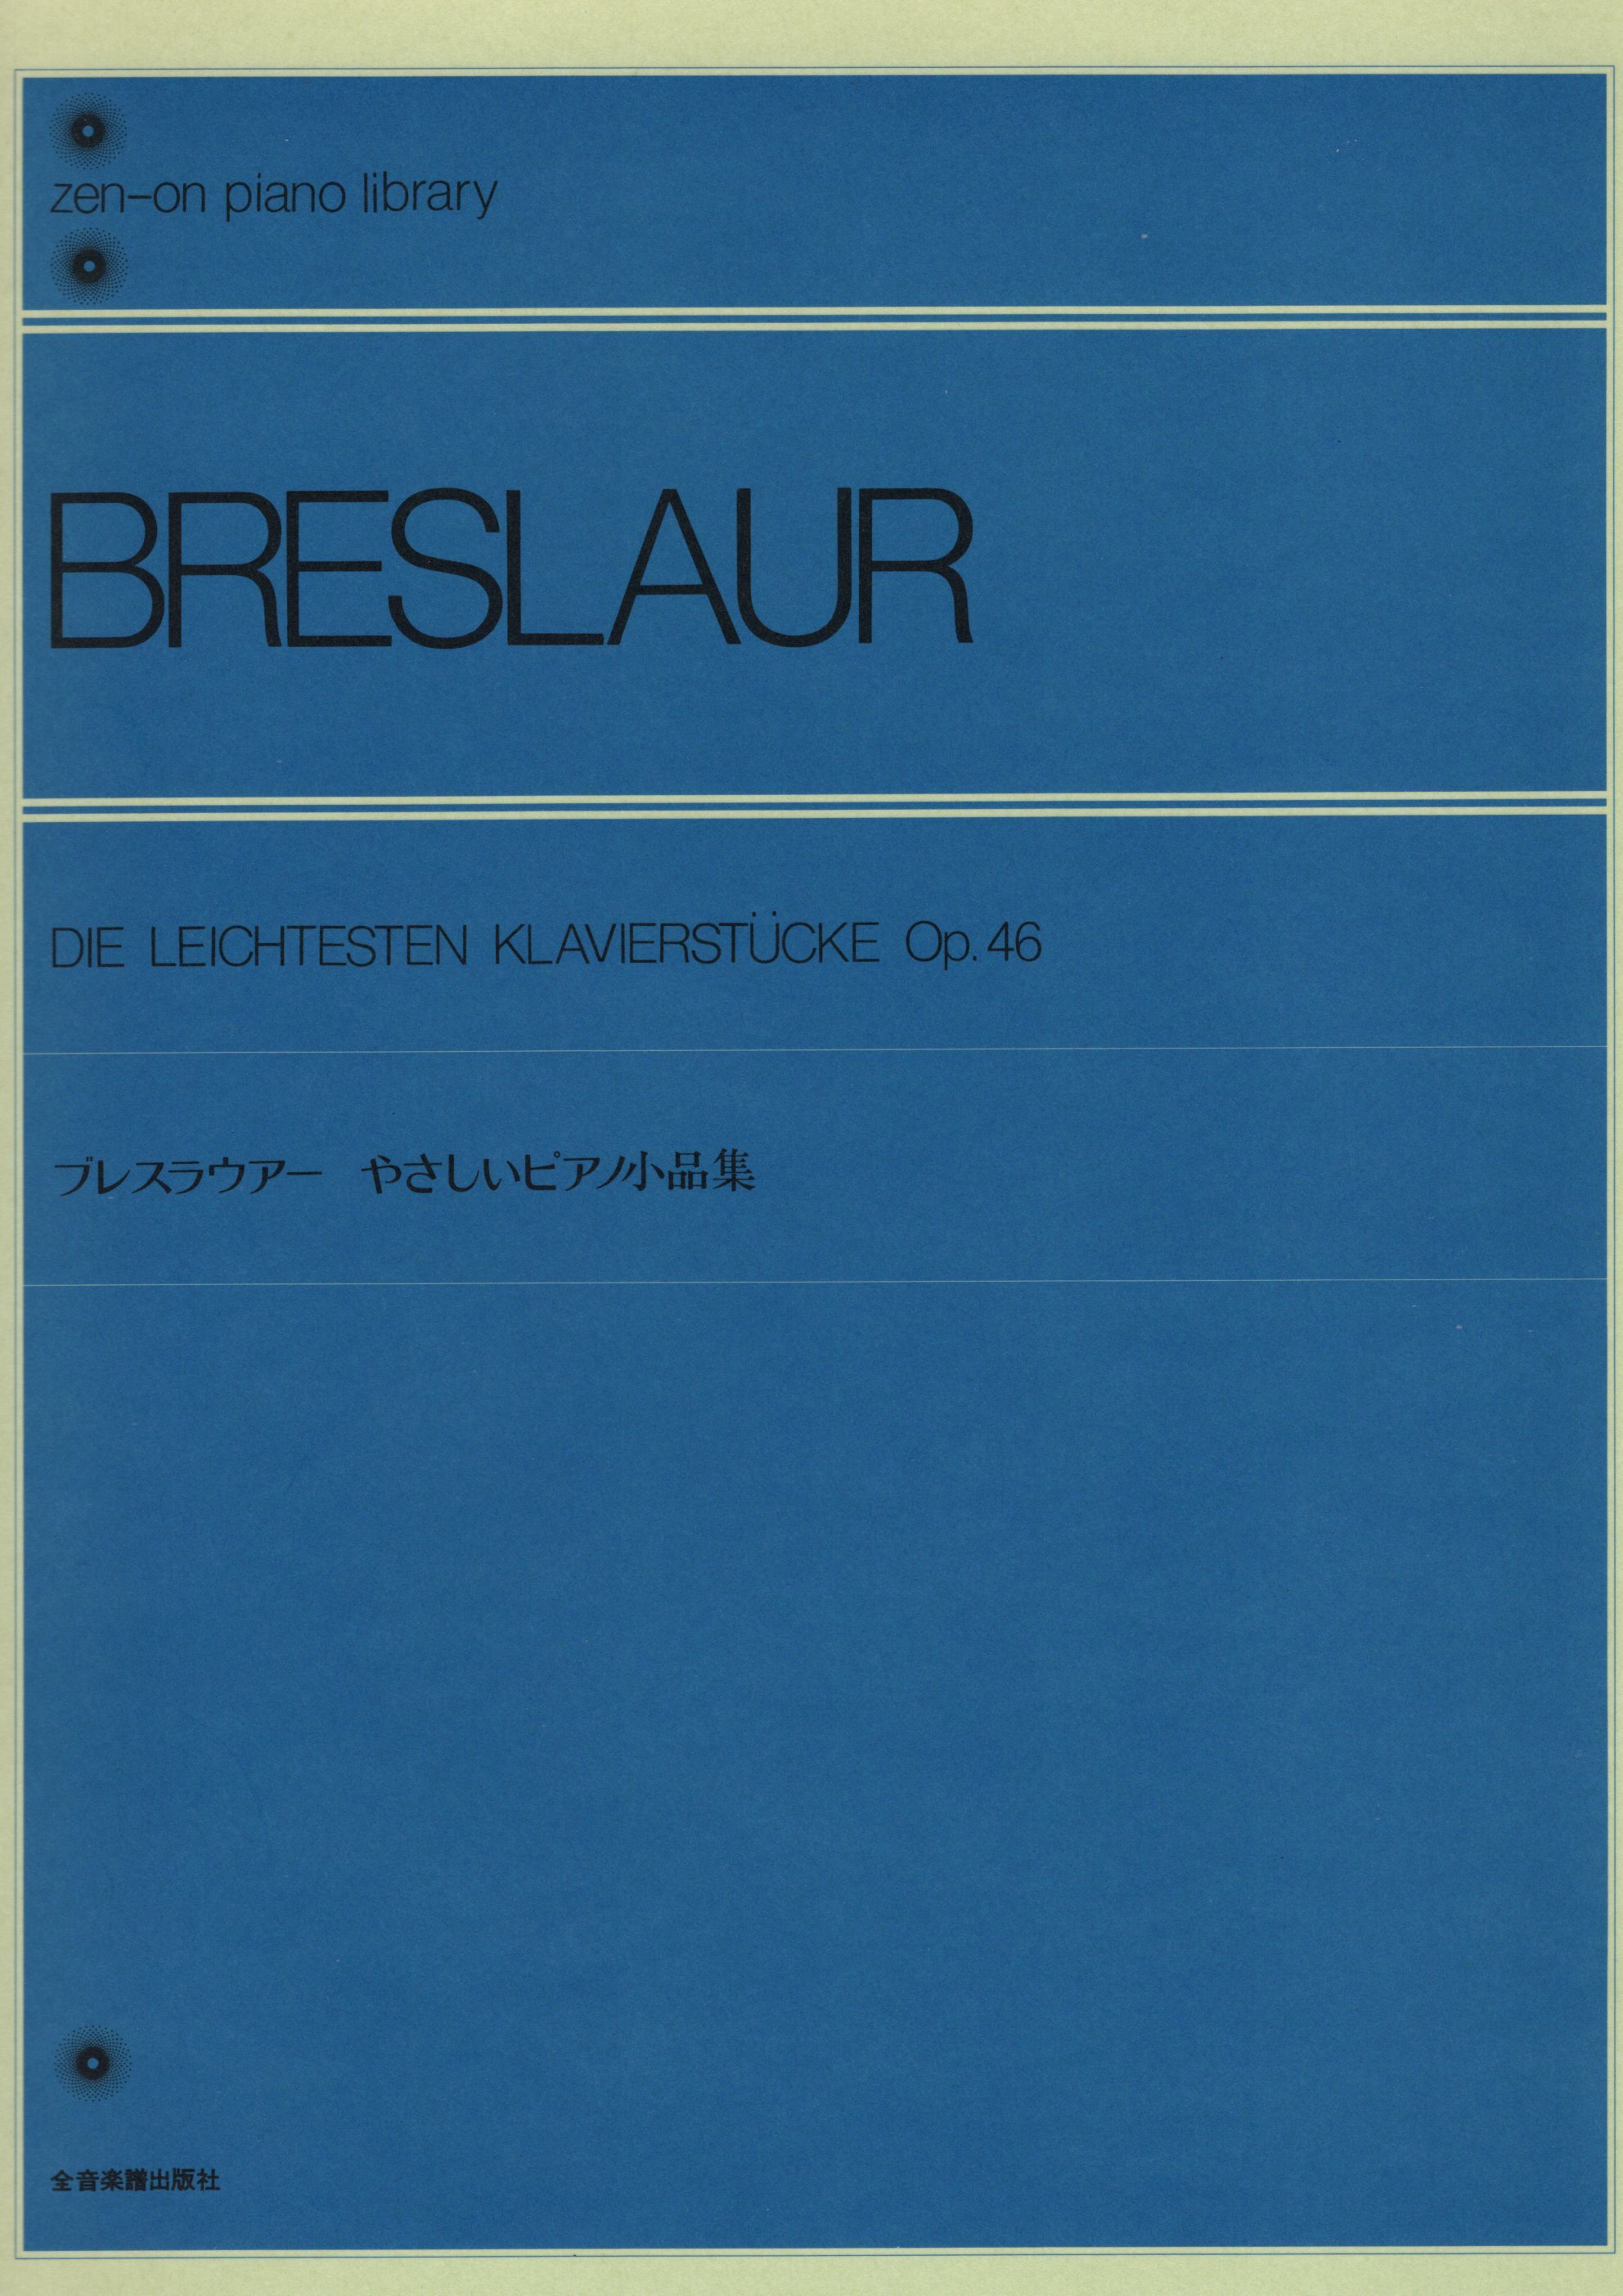 zen-on piano library
BRESLAUR
DIE LEICHTESTEN KLAVIERSTÜCKE Op. 46
ブレスラウアー やさしいピアノ小品集
全音楽譜出版社